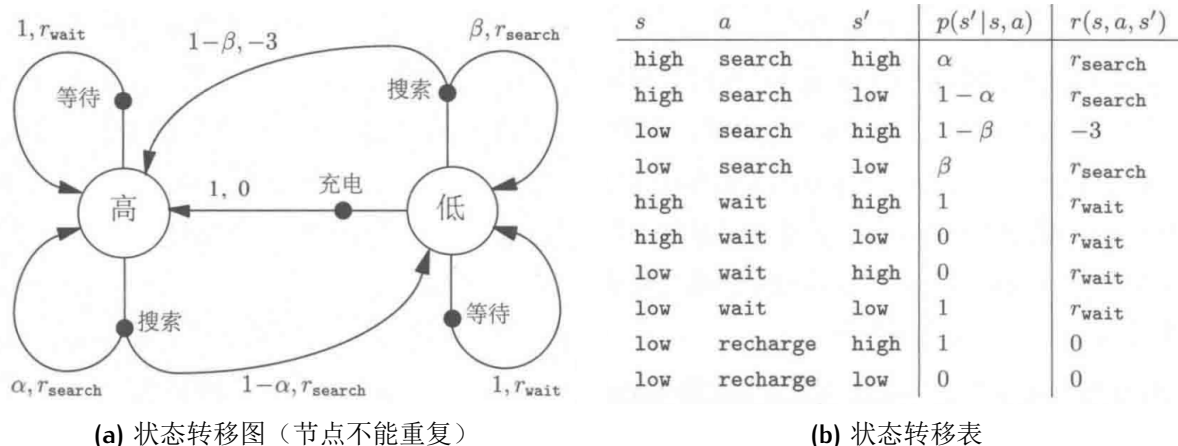 1, r_wait
1−β, −3
β, r_search
等待
搜索
1, 0
充电
高
低
搜索
等待
α, r_search
1−α, r_search
1, r_wait
(a) 状态转移图（节点不能重复）
s a s′ p(s′|s, a) r(s, a, s′)
high search high α r_search
high search low 1 − α r_search
low search high 1 − β −3
low search low β r_search
high wait high 1 r_wait
high wait low 0 r_wait
low wait high 0 r_wait
low wait low 1 r_wait
low recharge high 1 0
low recharge low 0 0
(b) 状态转移表